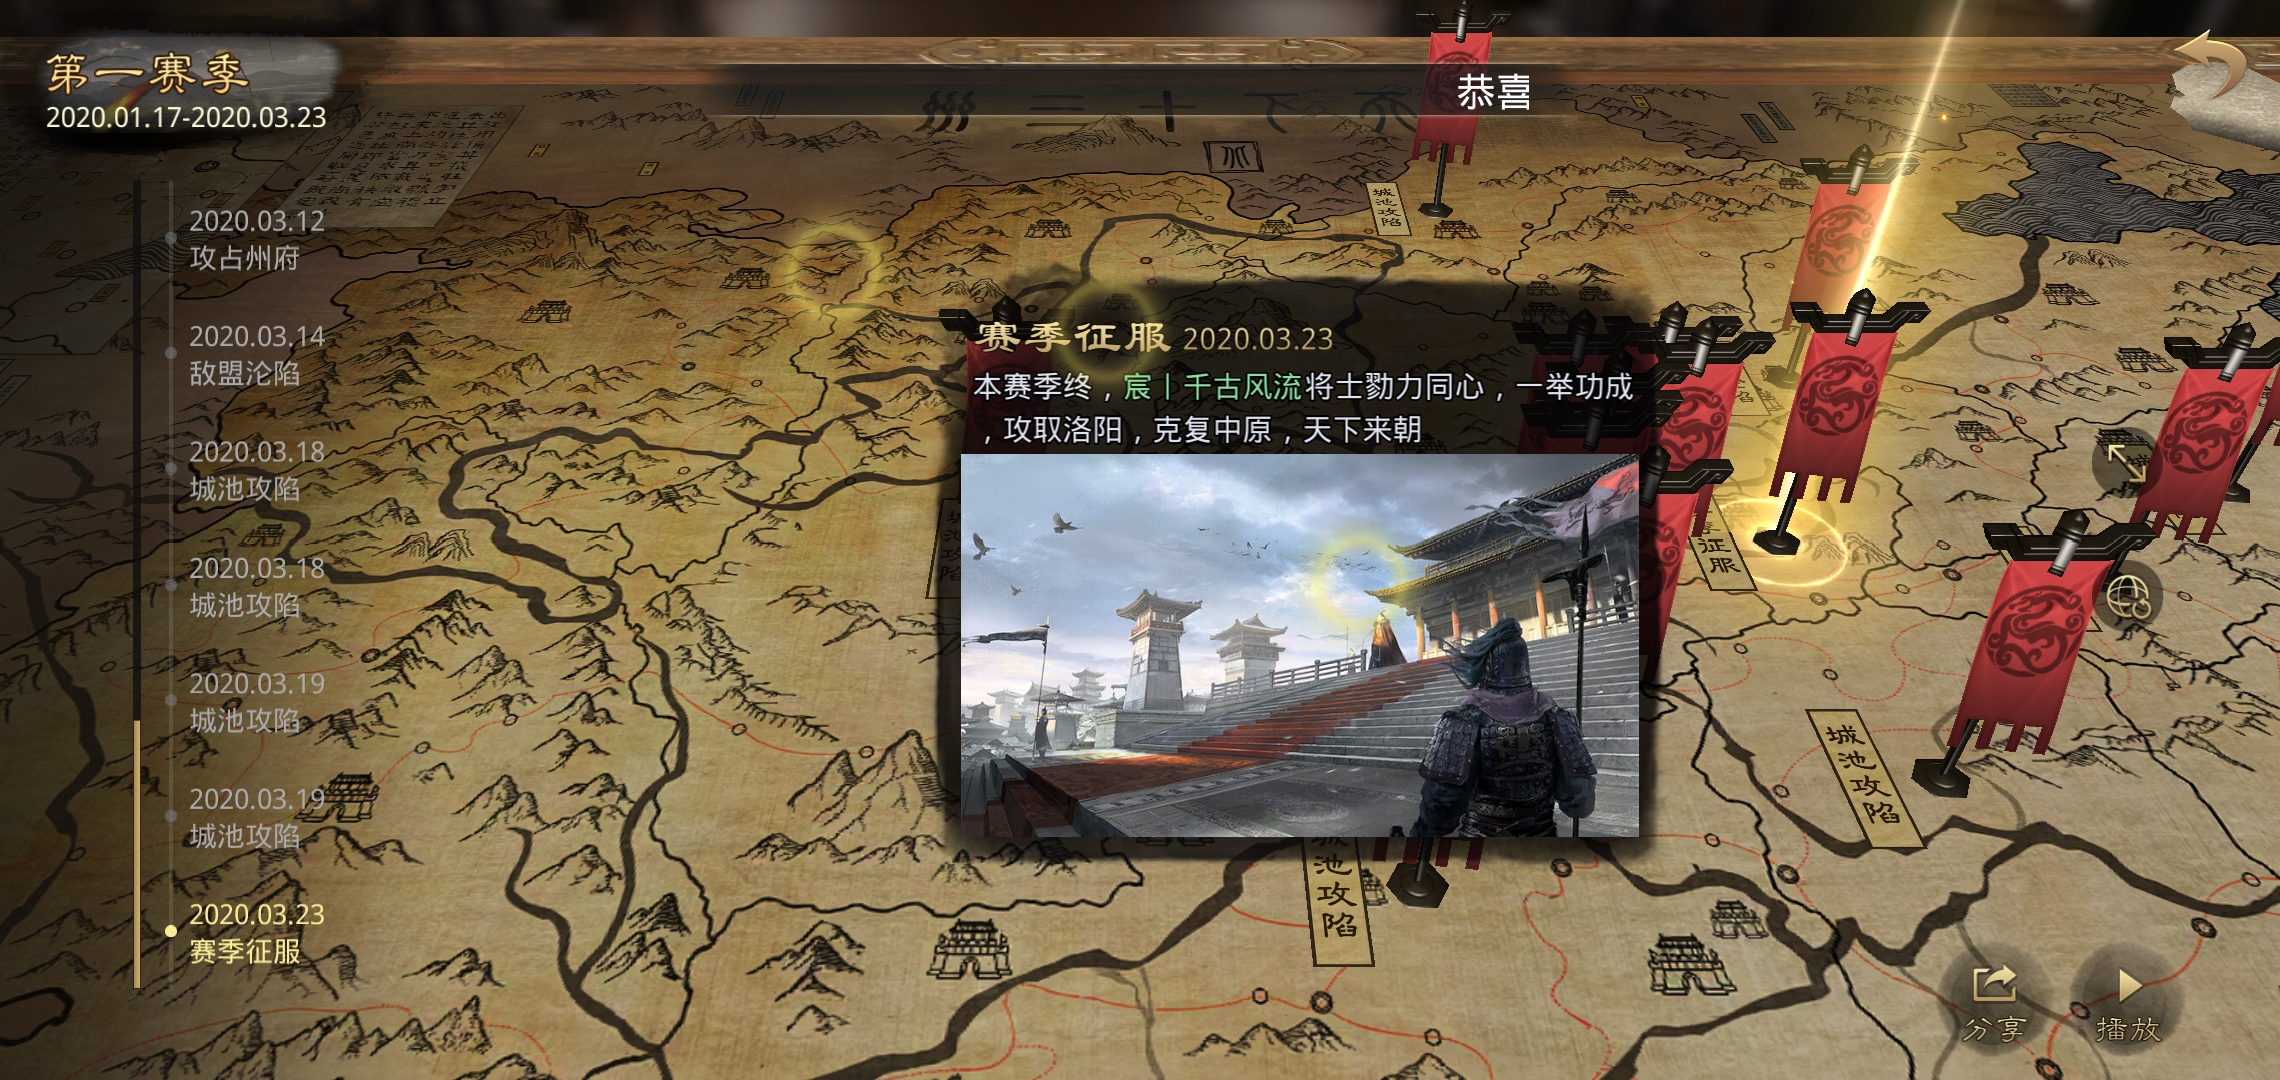 第一赛季
2020.01.17-2020.03.23
恭喜
2020.03.12
攻占州府
2020.03.14
敌盟沦陷
2020.03.18
城池攻陷
2020.03.18
城池攻陷
2020.03.19
城池攻陷
2020.03.19
城池攻陷
2020.03.23
赛季征服
赛季征服 2020.03.23
本赛季终，宸丨千古风流将士勠力同心，一举功成
，攻取洛阳，克复中原，天下来朝
城池攻陷
征服
城池攻陷
池攻陷
分享
播放